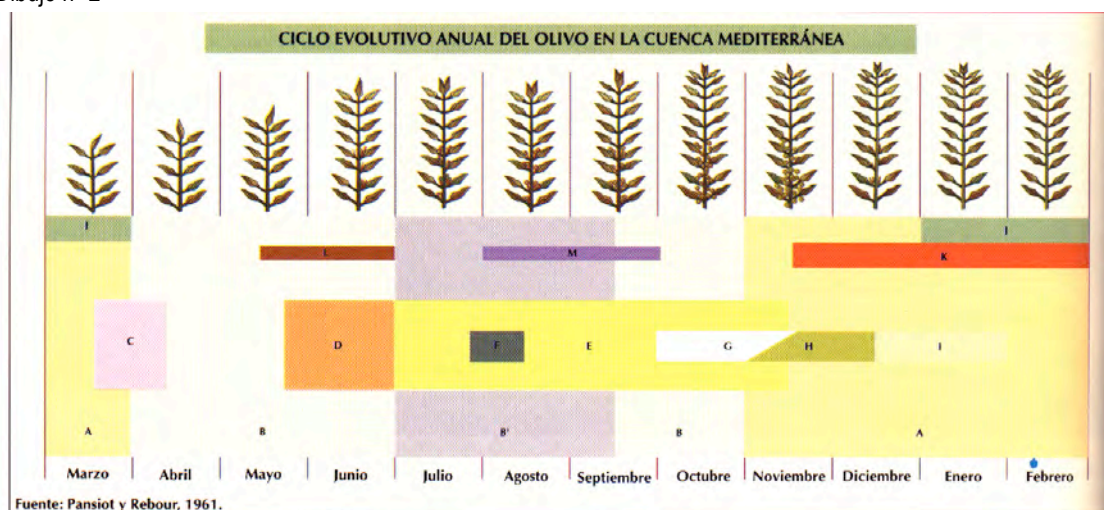 CICLO EVOLUTIVO ANUAL DEL OLIVO EN LA CUENCA MEDITERRÁNEA
J J
L M K
C D F E G H I
A B B' B A
Marzo Abril Mayo Junio Julio Agosto Septiembre Octubre Noviembre Diciembre Enero Febrero
Fuente: Pansiot y Rebour, 1961.